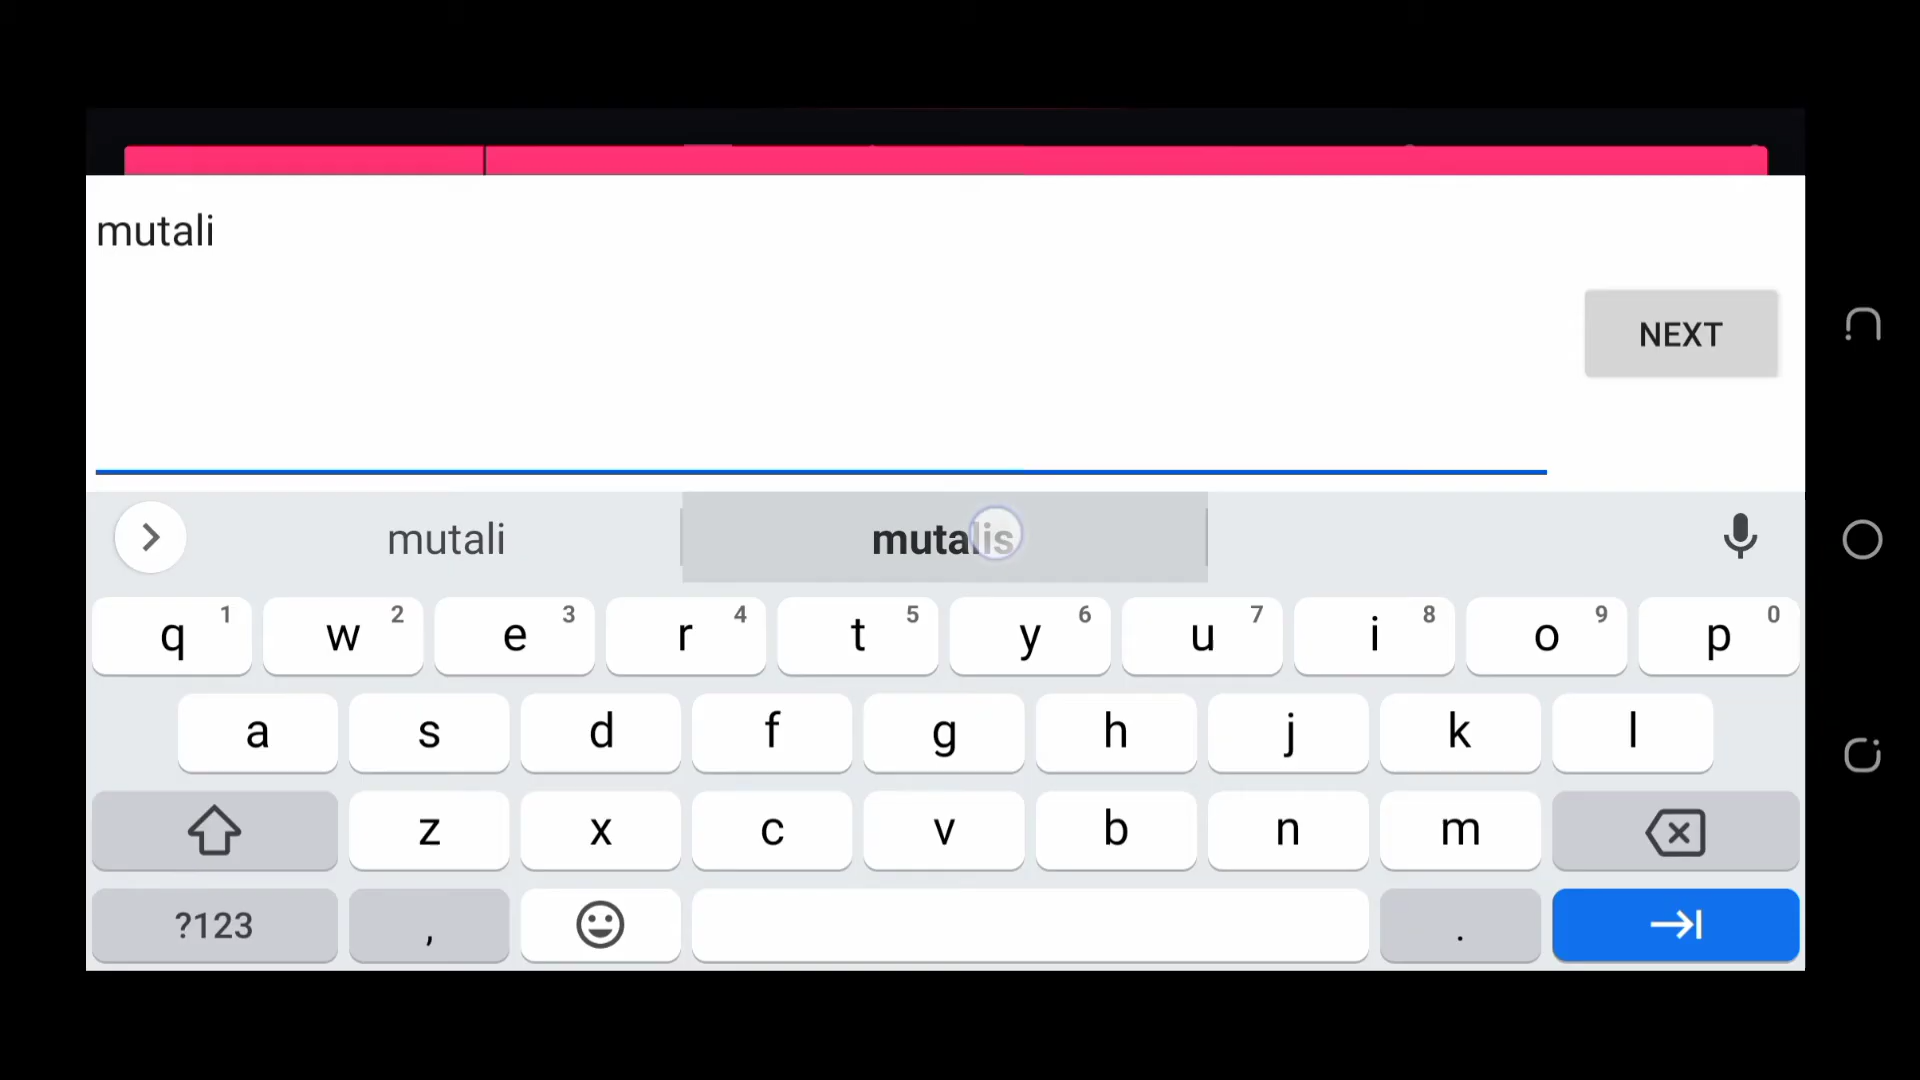 mutali
NEXT
mutali mutalis
q 1 w 2 e 3 r 4 t 5 y 6 u 7 i 8 o 9 p 0
a s d f g h j k l
z x c v b n m
?123 , .